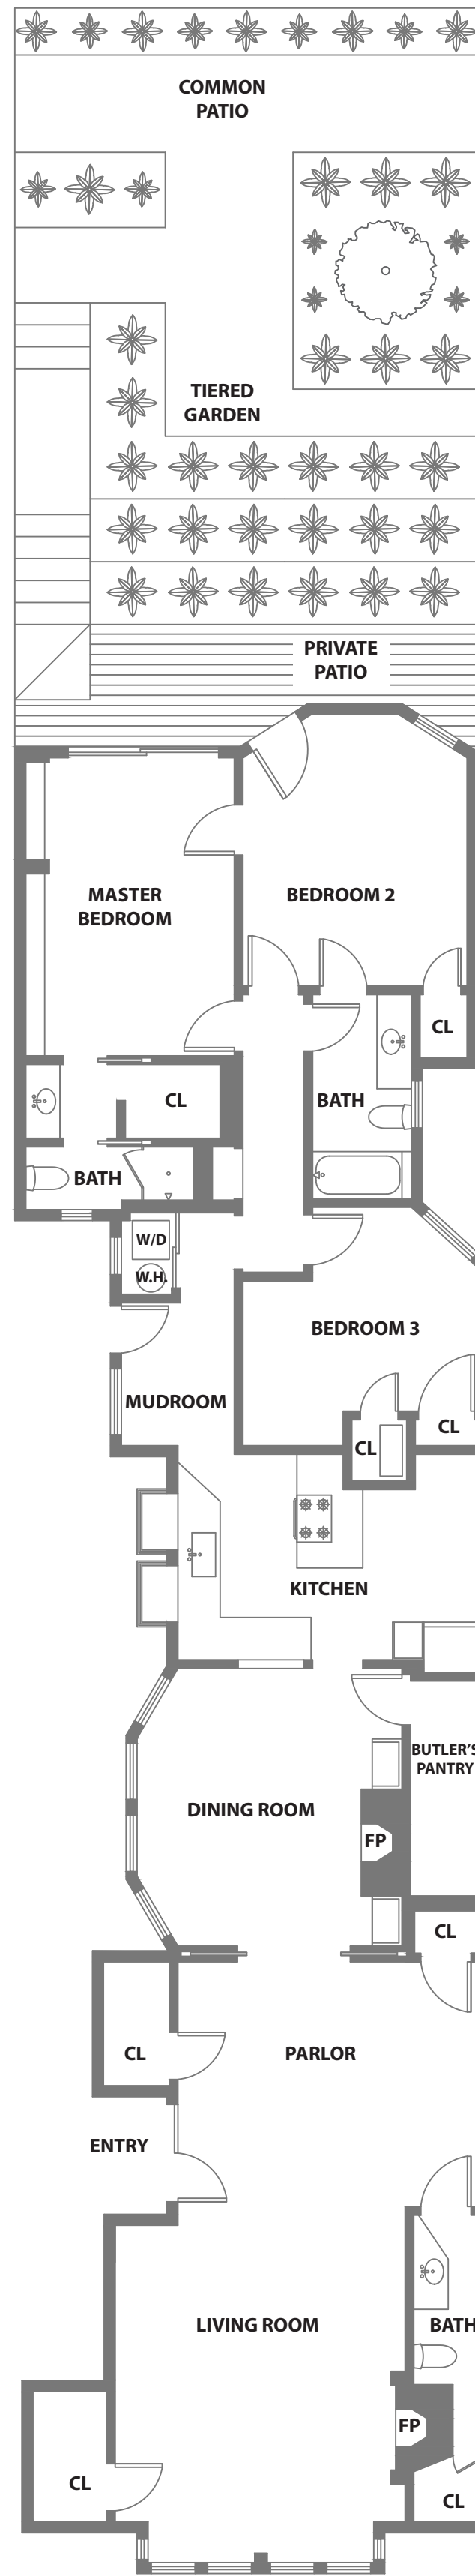 COMMON
PATIO
TIERED
GARDEN
PRIVATE
PATIO
MASTER
BEDROOM
BEDROOM 2
CL
CL
BATH
BATH
W/D
W.H.
BEDROOM 3
MUDROOM
CL
CL
KITCHEN
BUTLER'S
PANTRY
DINING ROOM
FP
CL
CL
PARLOR
ENTRY
LIVING ROOM
BATH
FP
CL
CL